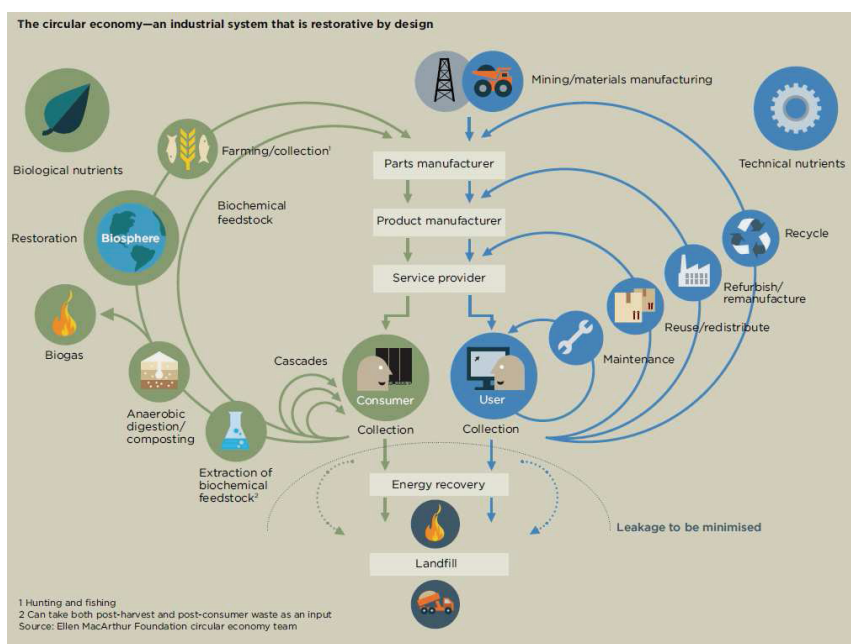 The circular economy—an industrial system that is restorative by design
Mining/materials manufacturing
Biological nutrients
Farming/collection¹
Parts manufacturer
Technical nutrients
Biochemical
feedstock
Product manufacturer
Restoration
Biosphere
Recycle
Service provider
Refurbish/
remanufacture
Reuse/redistribute
Biogas
Maintenance
Cascades
Consumer
User
Anaerobic
digestion/
composting
Collection
Collection
Extraction of
biochemical
feedstock²
Energy recovery
Leakage to be minimised
Landfill
1 Hunting and fishing
2 Can take both post-harvest and post-consumer waste as an input
Source: Ellen MacArthur Foundation circular economy team